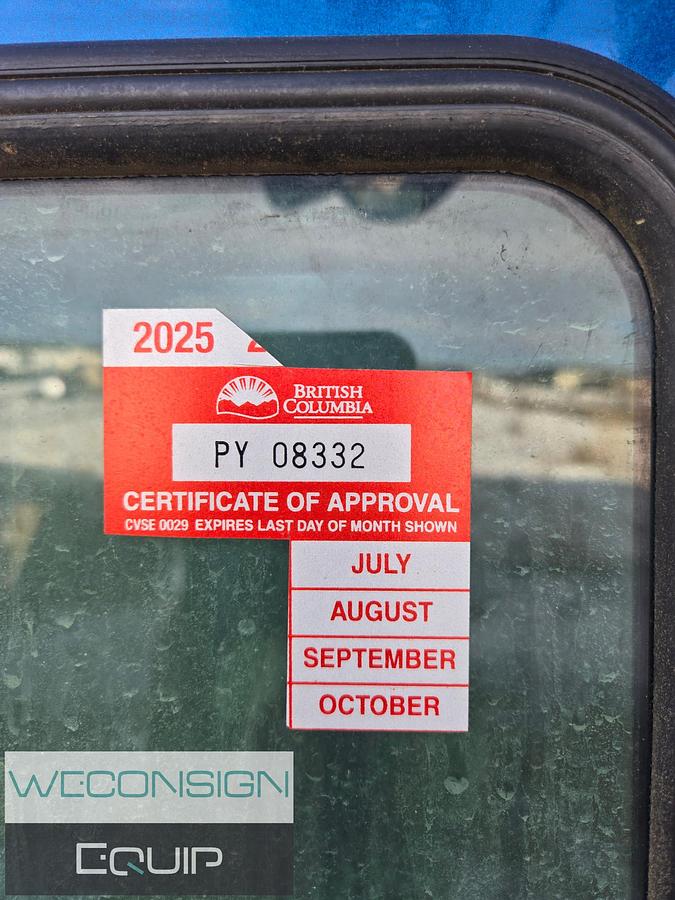 2025
BRITISH
COLUMBIA
PY 08332
CERTIFICATE OF APPROVAL
CVSE 0029 EXPIRES LAST DAY OF MONTH SHOWN
JULY
AUGUST
SEPTEMBER
OCTOBER
WECONSIGN
EQUIP